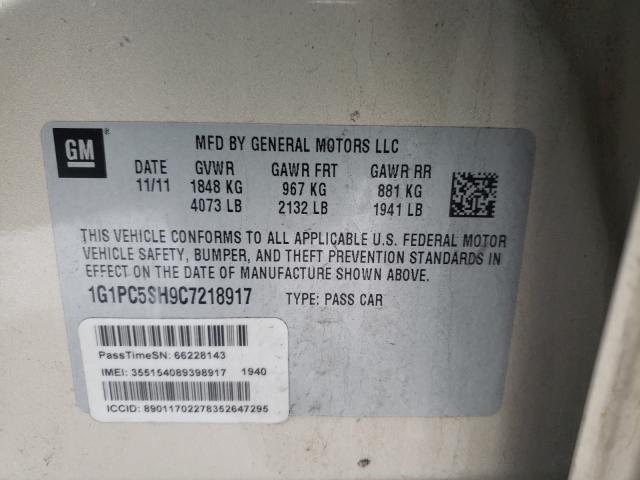 GM ®
MFD BY GENERAL MOTORS LLC
DATE GVWR GAWR FRT GAWR RR
11/11 1848 KG 967 KG 881 KG
4073 LB 2132 LB 1941 LB
THIS VEHICLE CONFORMS TO ALL APPLICABLE U.S. FEDERAL MOTOR
VEHICLE SAFETY, BUMPER, AND THEFT PREVENTION STANDARDS IN
EFFECT ON THE DATE OF MANUFACTURE SHOWN ABOVE.
1G1PC5SH9C7218917 TYPE: PASS CAR
PassTimeSN: 66228143
IMEI: 355154089398917 1940
ICCID: 89011702278352647295